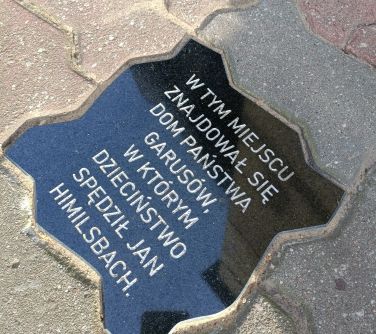 W TYM MIEJSCU
ZNAJDOWAŁ SIĘ
DOM PAŃSTWA
GARUSÓW,
W KTÓRYM
DZIECIŃSTWO
SPĘDZIŁ JAN
HIMILSBACH.